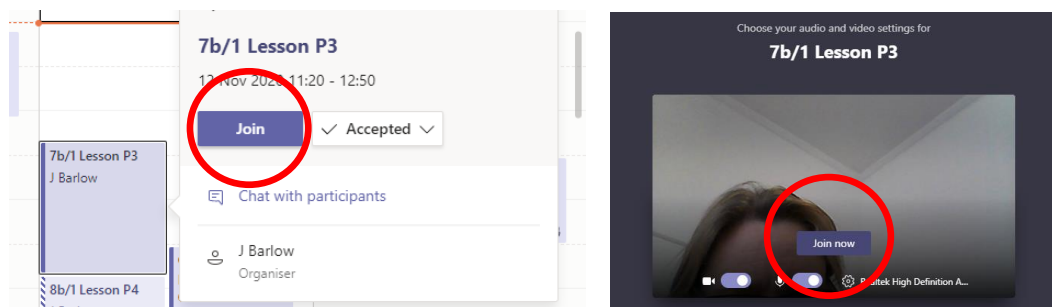 7b/1 Lesson P3
12 Nov 2020 11:20 - 12:50
Join
Accepted
7b/1 Lesson P3
J Barlow
Chat with participants
J Barlow
Organiser
8b/1 Lesson P4
Choose your audio and video settings for
7b/1 Lesson P3
Join now
Realtek High Definition A...